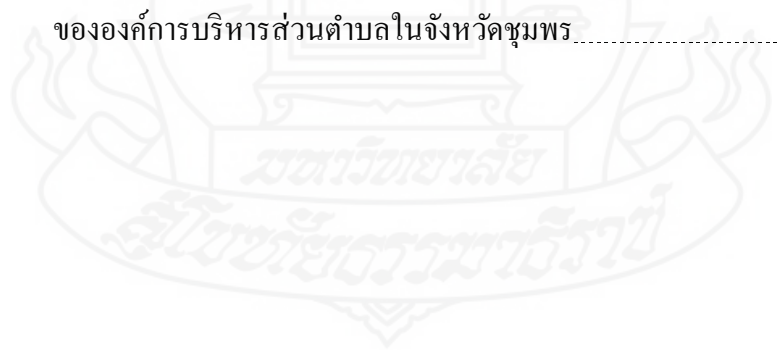 ขององค์การบริหารส่วนตำบลในจังหวัดชุมพร
มหาวิทยาลัย
สุโขทัยธรรมาธิราช